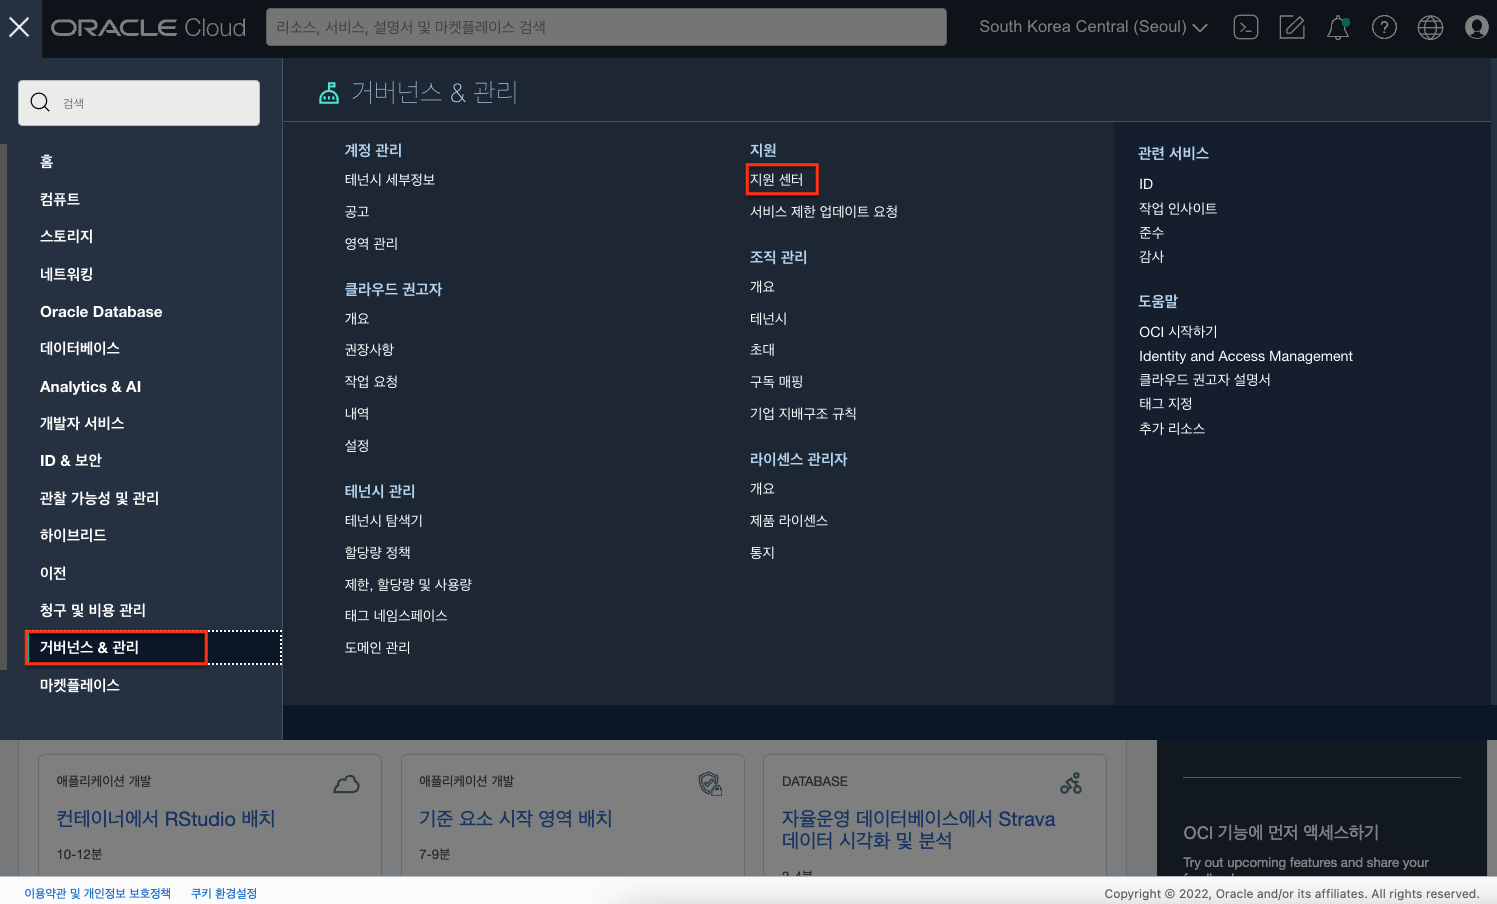 ORACLE Cloud
리소스, 서비스, 설명서 및 마켓플레이스 검색
South Korea Central (Seoul)
검색
홈
컴퓨트
스토리지
네트워킹
Oracle Database
데이터베이스
Analytics & AI
개발자 서비스
ID & 보안
관찰 가능성 및 관리
하이브리드
이전
청구 및 비용 관리
거버넌스 & 관리
마켓플레이스
거버넌스 & 관리
계정 관리
테넌시 세부정보
공고
영역 관리
클라우드 권고자
개요
권장사항
작업 요청
내역
설정
테넌시 관리
테넌시 탐색기
할당량 정책
제한, 할당량 및 사용량
태그 네임스페이스
도메인 관리
지원
지원 센터
서비스 제한 업데이트 요청
조직 관리
개요
테넌시
초대
구독 매핑
기업 지배구조 규칙
라이센스 관리자
개요
제품 라이센스
통지
관련 서비스
ID
작업 인사이트
준수
감사
도움말
OCI 시작하기
Identity and Access Management
클라우드 권고자 설명서
태그 지정
추가 리소스
애플리케이션 개발
컨테이너에서 RStudio 배치
10-12분
애플리케이션 개발
기준 요소 시작 영역 배치
7-9분
DATABASE
자율운영 데이터베이스에서 Strava
데이터 시각화 및 분석
OCI 기능에 먼저 액세스하기
Try out upcoming features and share your
이용약관 및 개인정보 보호정책
쿠키 환경설정
Copyright © 2022, Oracle and/or its affiliates. All rights reserved.